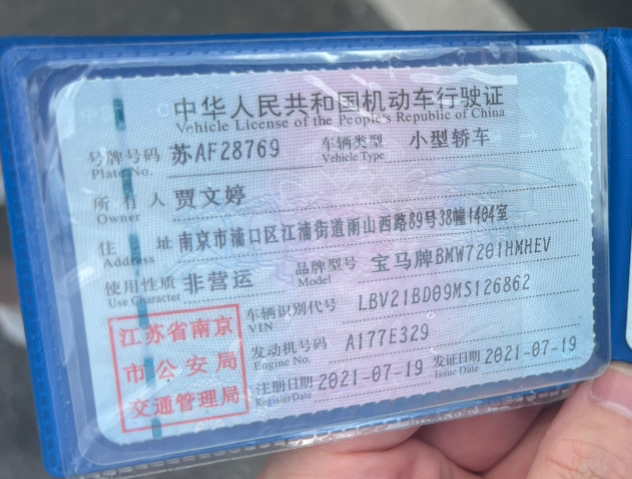 中华人民共和国机动车行驶证
Vehicle License of the People's Republic of China
号牌号码 苏AF28769 车辆类型 小型轿车
Plate No. Vehicle Type
所有人 贾文婷
Owner
住址 南京市浦口区江浦街道雨山西路89号38幢1404室
Address
使用性质 非营运 品牌型号 宝马牌BMW7201HMHEV
Use Character Model
车辆识别代号 LBV21BD09MS126862
VIN
发动机号码 A177E329
Engine No.
注册日期 2021-07-19 发证日期 2021-07-19
Register Date Issue Date
江苏省南京
市公安局
交通管理局